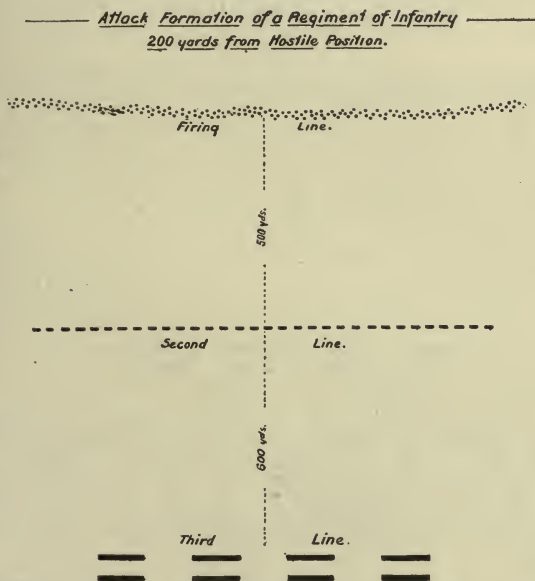 Attack Formation of a Regiment of Infantry
200 yards from Hostile Position.
Firing Line.
500 yds.
Second Line.
600 yds.
Third Line.